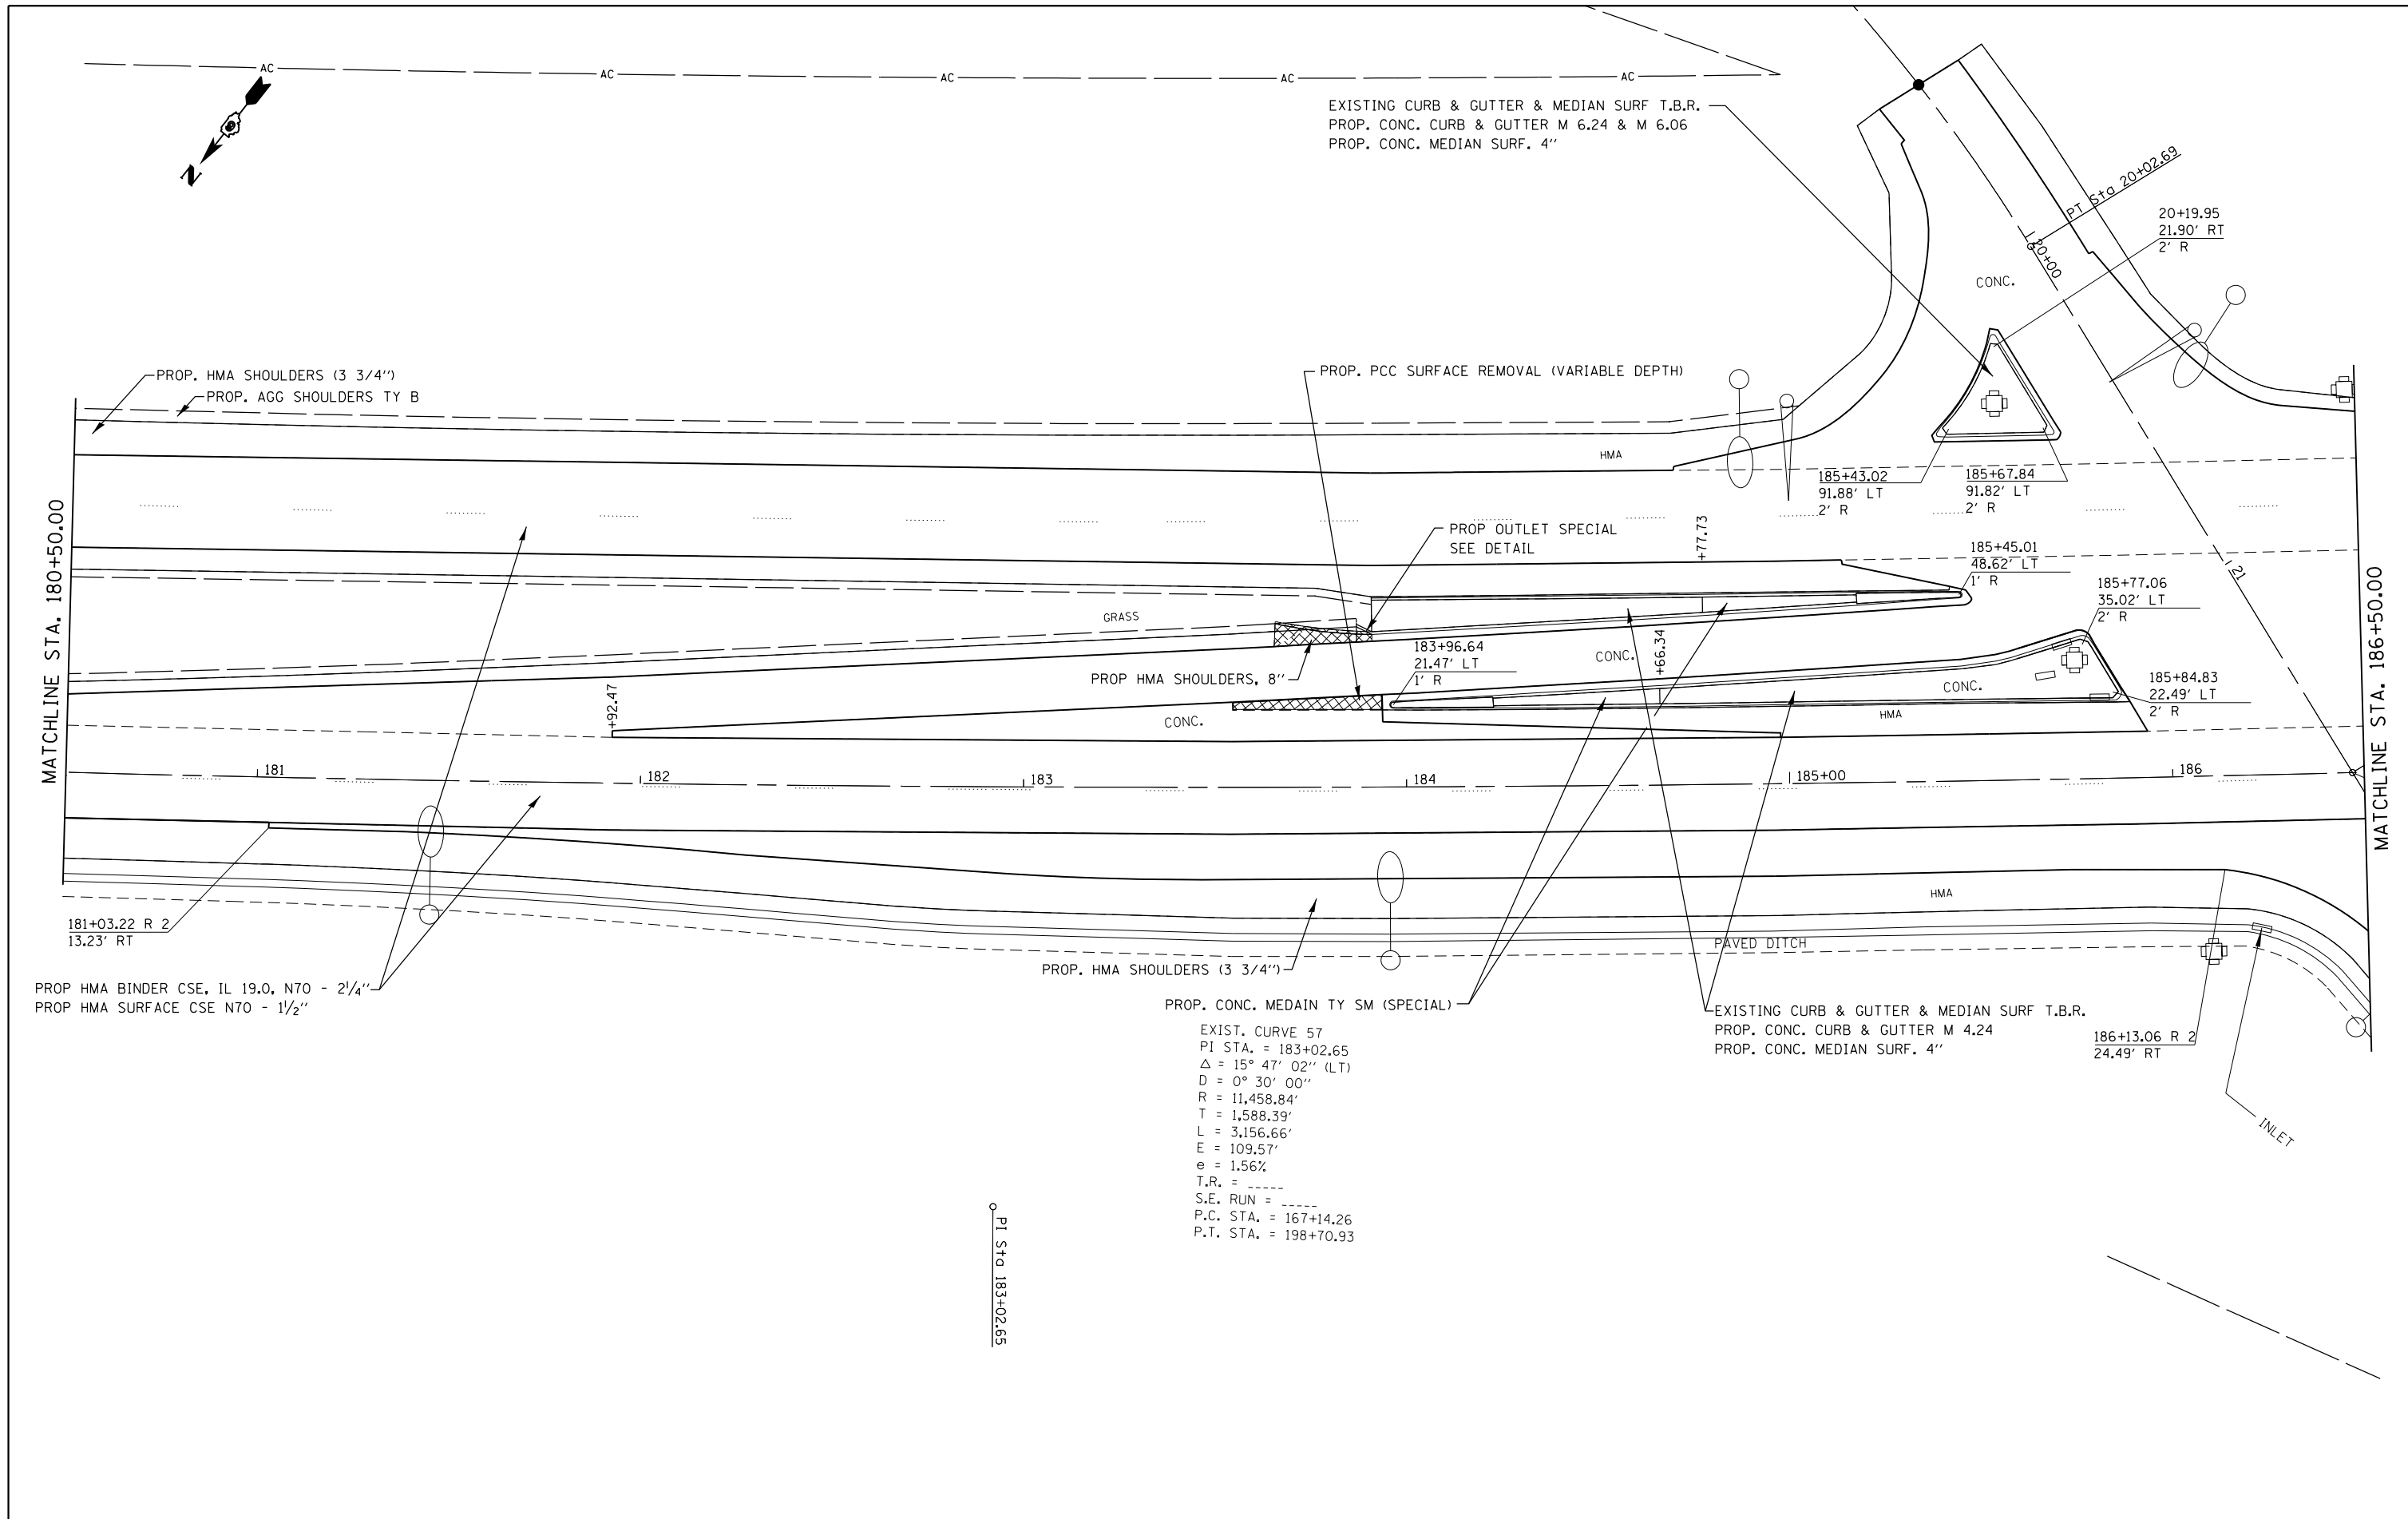 AC AC AC AC AC
N
EXISTING CURB & GUTTER & MEDIAN SURF T.B.R.
PROP. CONC. CURB & GUTTER M 6.24 & M 6.06
PROP. CONC. MEDIAN SURF. 4''
PT Sta 20+02.69
20+00
20+19.95
21.90' RT
2' R
CONC.
PROP. HMA SHOULDERS (3 3/4'')
PROP. AGG SHOULDERS TY B
PROP. PCC SURFACE REMOVAL (VARIABLE DEPTH)
HMA
185+43.02
91.88' LT
2' R
185+67.84
91.82' LT
2' R
MATCHLINE STA. 180+50.00
PROP OUTLET SPECIAL
SEE DETAIL
+77.73
185+45.01
48.62' LT
1' R
21
185+77.06
35.02' LT
2' R
MATCHLINE STA. 186+50.00
GRASS
183+96.64
21.47' LT
1' R
CONC.
+66.34
PROP HMA SHOULDERS, 8''
+92.47
CONC.
CONC.
HMA
185+84.83
22.49' LT
2' R
181 182 183 184 185+00 186
181+03.22 R 2
13.23' RT
HMA
PAVED DITCH
PROP. HMA SHOULDERS (3 3/4'')
PROP HMA BINDER CSE, IL 19.0, N70 - 2 1/4''
PROP HMA SURFACE CSE N70 - 1 1/2''
PROP. CONC. MEDAIN TY SM (SPECIAL)
EXISTING CURB & GUTTER & MEDIAN SURF T.B.R.
PROP. CONC. CURB & GUTTER M 4.24
PROP. CONC. MEDIAN SURF. 4''
186+13.06 R 2
24.49' RT
INLET
EXIST. CURVE 57
PI STA. = 183+02.65
Δ = 15° 47' 02'' (LT)
D = 0° 30' 00''
R = 11,458.84'
T = 1,588.39'
L = 3,156.66'
E = 109.57'
e = 1.56%
T.R. = _____
S.E. RUN = _____
P.C. STA. = 167+14.26
P.T. STA. = 198+70.93
PI Sta 183+02.65